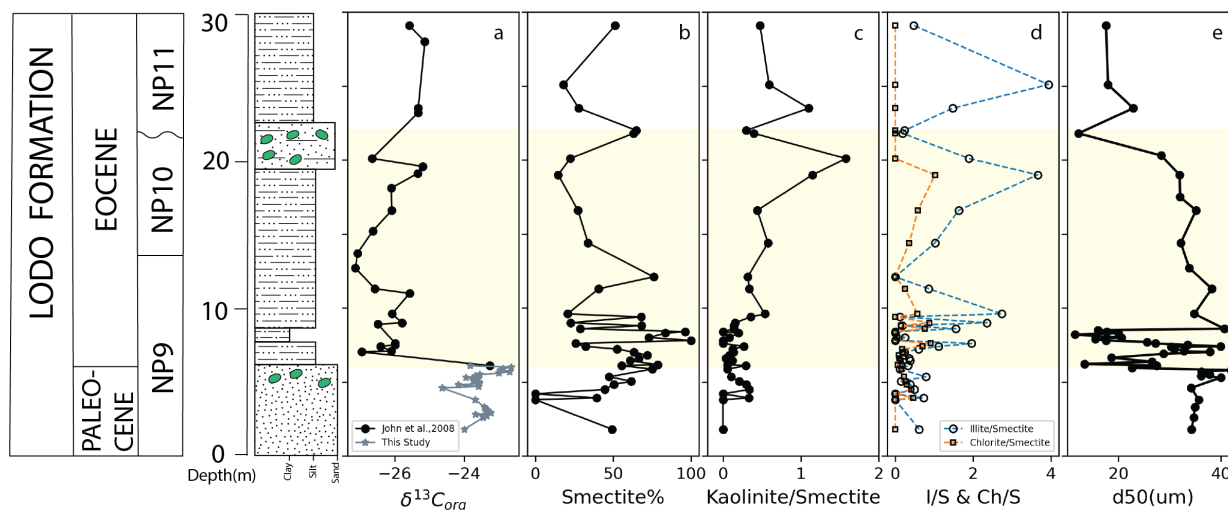 LODO FORMATION
EOCENE
PALEO-
CENE
NP11
NP10
NP9
30
20
10
0
Depth(m)
Clay
Silt
Sand
a
b
c
d
e
John et al.,2008
This Study
Illite/Smectite
Chlorite/Smectite
−26
−24
0
50
100
0
1
2
0
2
4
20
40
δ¹³C_org
Smectite%
Kaolinite/Smectite
I/S & Ch/S
d50(um)